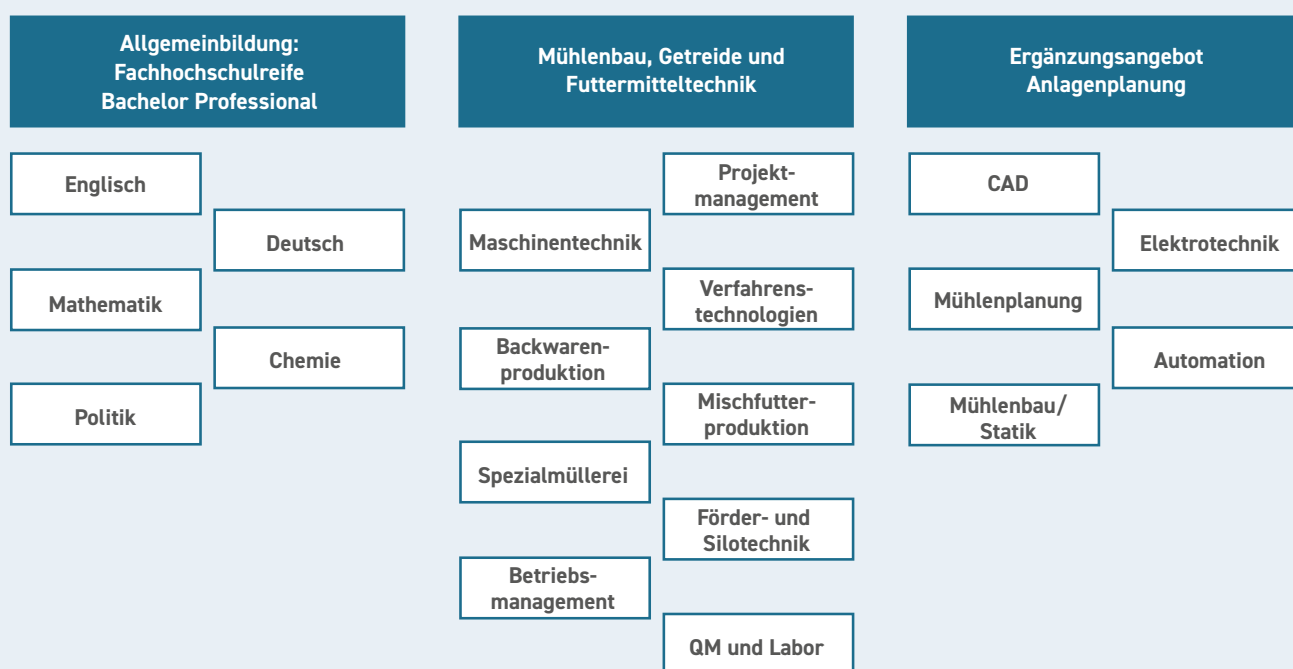 Allgemeinbildung:
Fachhochschulreife
Bachelor Professional
Englisch
Deutsch
Mathematik
Chemie
Politik
Mühlenbau, Getreide und
Futtermitteltechnik
Projekt-
management
Maschinentechnik
Verfahrens-
technologien
Backwaren-
produktion
Mischfutter-
produktion
Spezialmüllerei
Förder- und
Silotechnik
Betriebs-
management
QM und Labor
Ergänzungsangebot
Anlagenplanung
CAD
Elektrotechnik
Mühlenplanung
Automation
Mühlenbau/
Statik